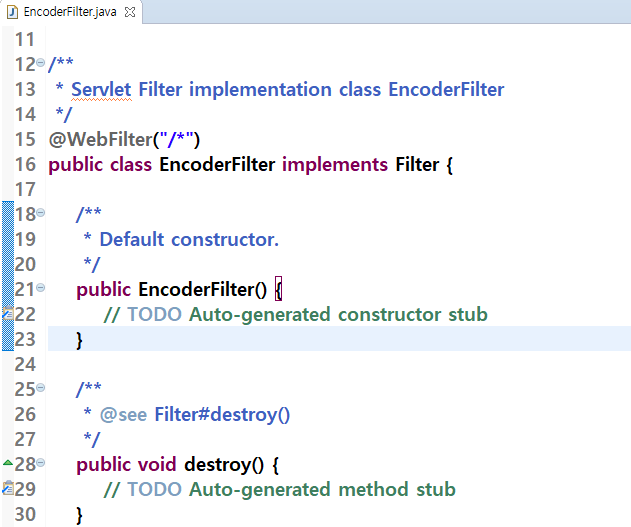 EncoderFilter.java
11
12 /**
13 * Servlet Filter implementation class EncoderFilter
14 */
15 @WebFilter("/*")
16 public class EncoderFilter implements Filter {
17
18 /**
19 * Default constructor.
20 */
21 public EncoderFilter() {
22 // TODO Auto-generated constructor stub
23 }
24
25 /**
26 * @see Filter#destroy()
27 */
28 public void destroy() {
29 // TODO Auto-generated method stub
30 }